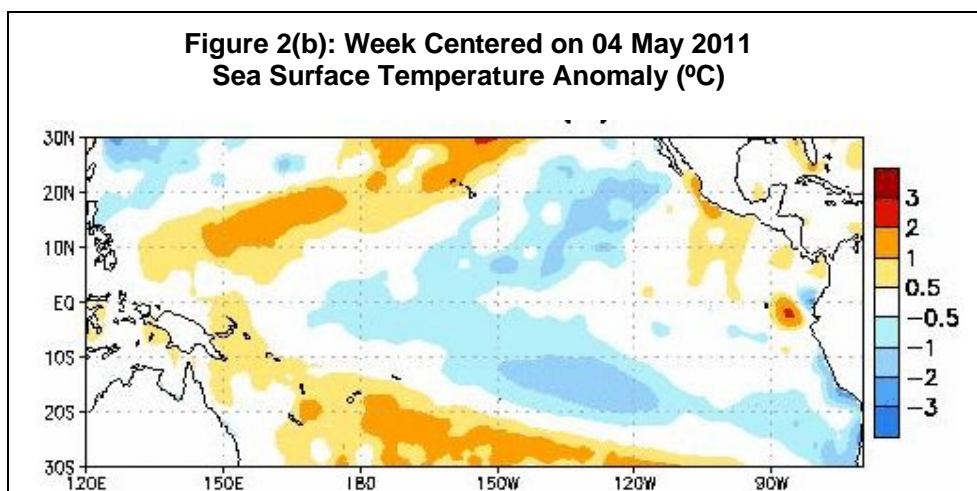 Figure 2(b): Week Centered on 04 May 2011
Sea Surface Temperature Anomaly (ºC)
30N
20N
10N
EQ
10S
20S
30S
120E 150E 180 150W 120W 90W
3
2
1
0.5
−0.5
−1
−2
−3